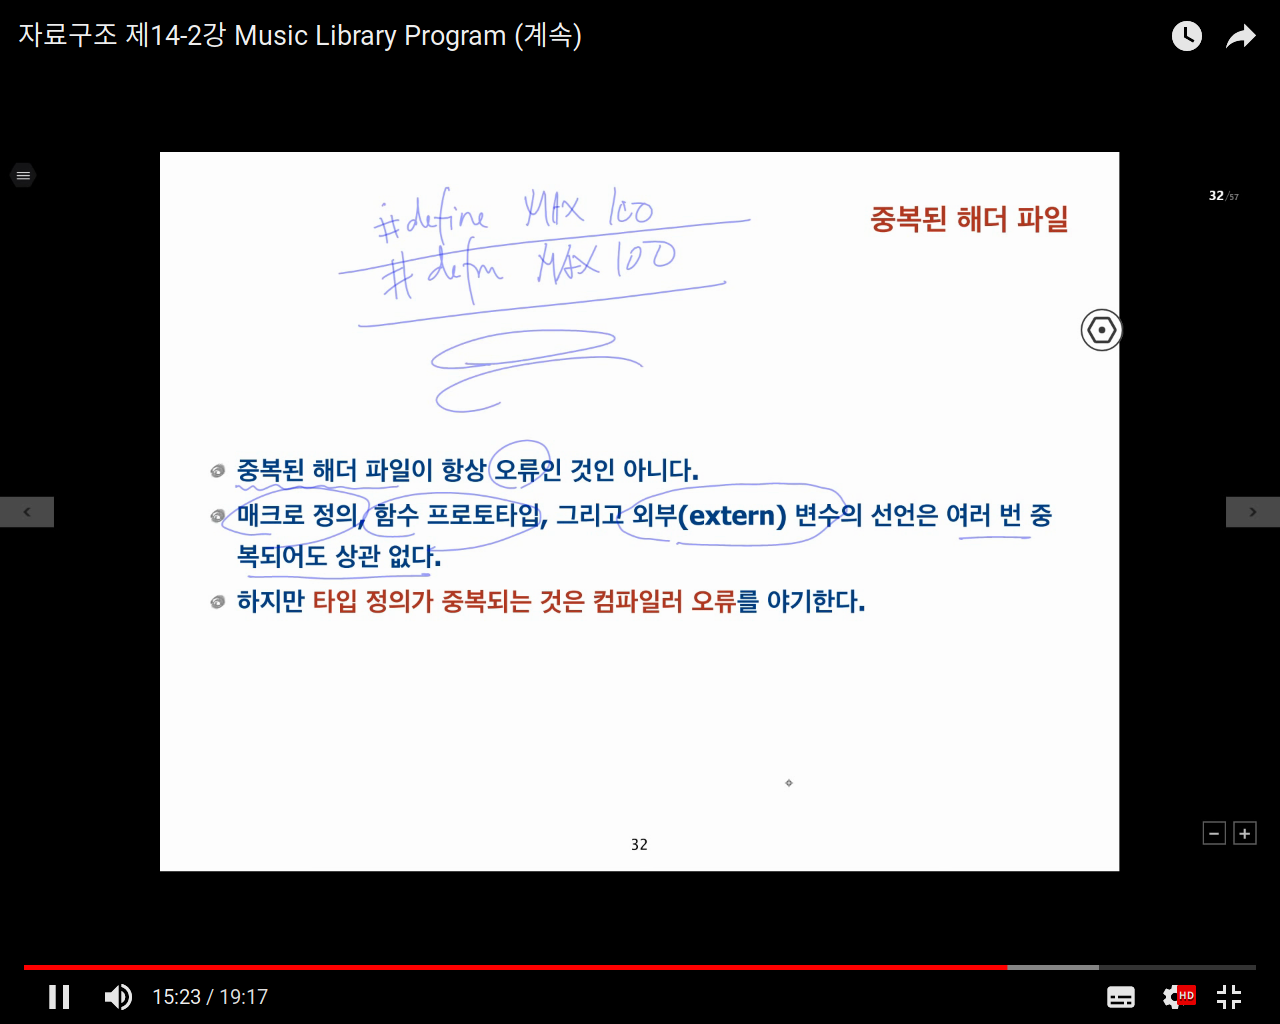 자료구조 제14-2강 Music Library Program (계속)
32/57
중복된 헤더 파일
#define MAX 100
#defin MAX 100
중복된 해더 파일이 항상 오류인 것인 아니다.
매크로 정의, 함수 프로토타입, 그리고 외부(extern) 변수의 선언은 여러 번 중
복되어도 상관 없다.
하지만 타입 정의가 중복되는 것은 컴파일러 오류를 야기한다.
32
15:23 / 19:17
HD